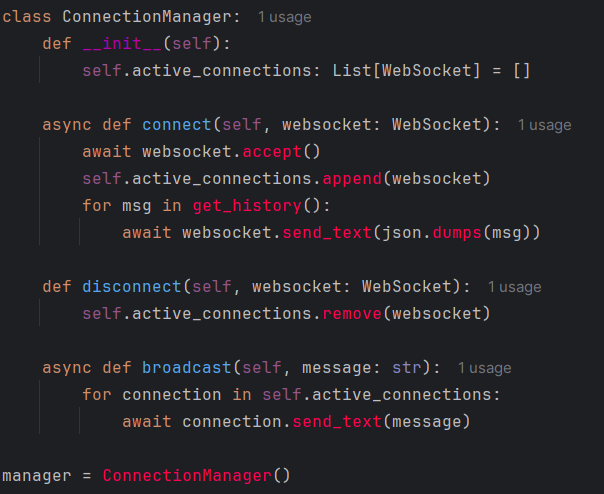 class ConnectionManager: 1 usage
    def __init__(self):
        self.active_connections: List[WebSocket] = []
    async def connect(self, websocket: WebSocket): 1 usage
        await websocket.accept()
        self.active_connections.append(websocket)
        for msg in get_history():
            await websocket.send_text(json.dumps(msg))
    def disconnect(self, websocket: WebSocket): 1 usage
        self.active_connections.remove(websocket)
    async def broadcast(self, message: str): 1 usage
        for connection in self.active_connections:
            await connection.send_text(message)
manager = ConnectionManager()